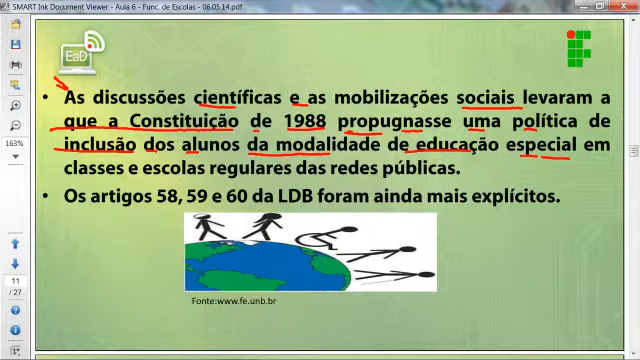 SMART Ink Document Viewer - Aula 6 - Func. de Escolas - 06.05.14.pdf
EaD
• As discussões científicas e as mobilizações sociais levaram a
que a Constituição de 1988 propugnasse uma política de
inclusão dos alunos da modalidade de educação especial em
classes e escolas regulares das redes públicas.
• Os artigos 58, 59 e 60 da LDB foram ainda mais explícitos.
Fonte:www.fe.unb.br
163%
11
/ 27